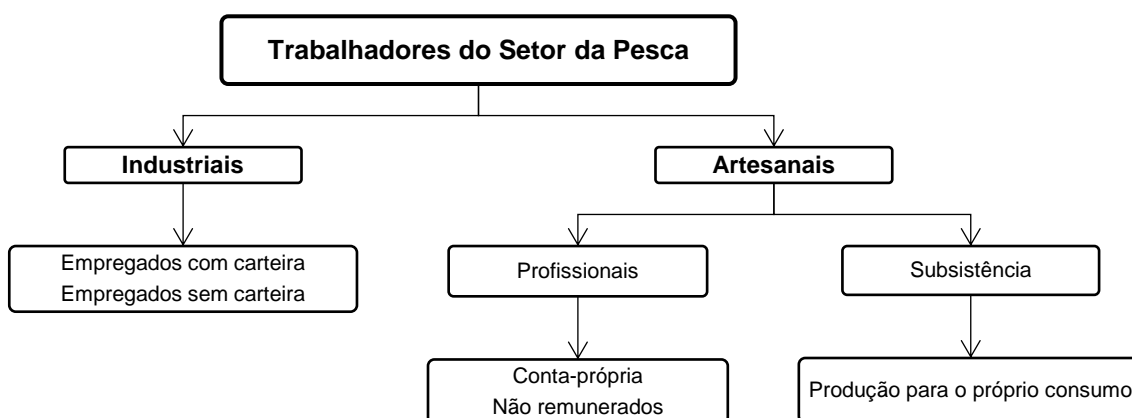 Trabalhadores do Setor da Pesca
Industriais
Artesanais
Empregados com carteira
Empregados sem carteira
Profissionais
Subsistência
Conta-própria
Não remunerados
Produção para o próprio consumo